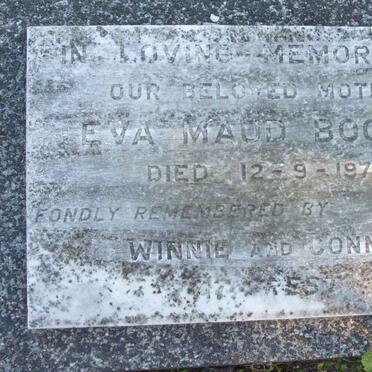 IN LOVING MEMOR
OUR BELOVED MOT
EVA MAUD BOO
DIED 12-9-197
FONDLY REMEMBERED BY
WINNIE AND CONN